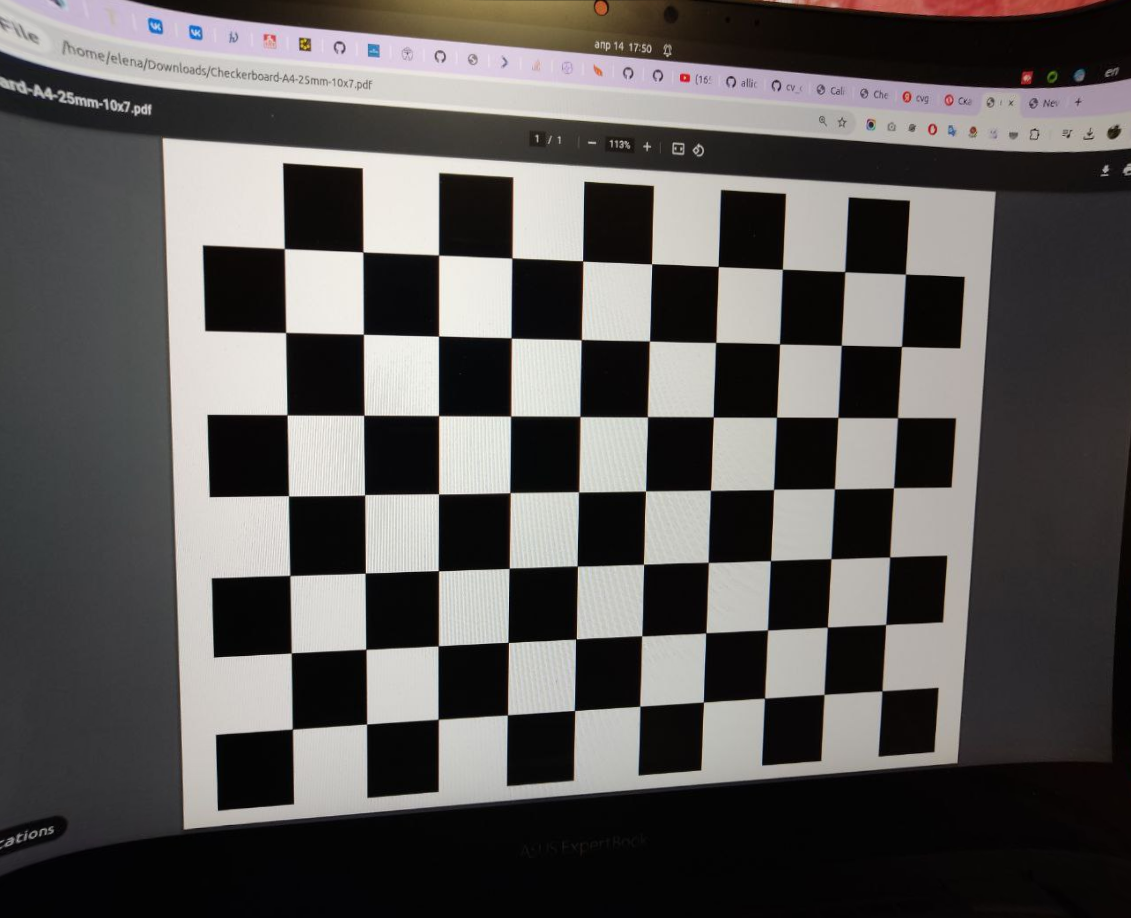 апр 14 17:50
en
File
/home/elena/Downloads/Checkerboard-A4-25mm-10x7.pdf
allic
cv_
Cali
Che
cvg
Ска
Nev
ard-A4-25mm-10x7.pdf
1 / 1
113%
cations
ASUS ExpertBook